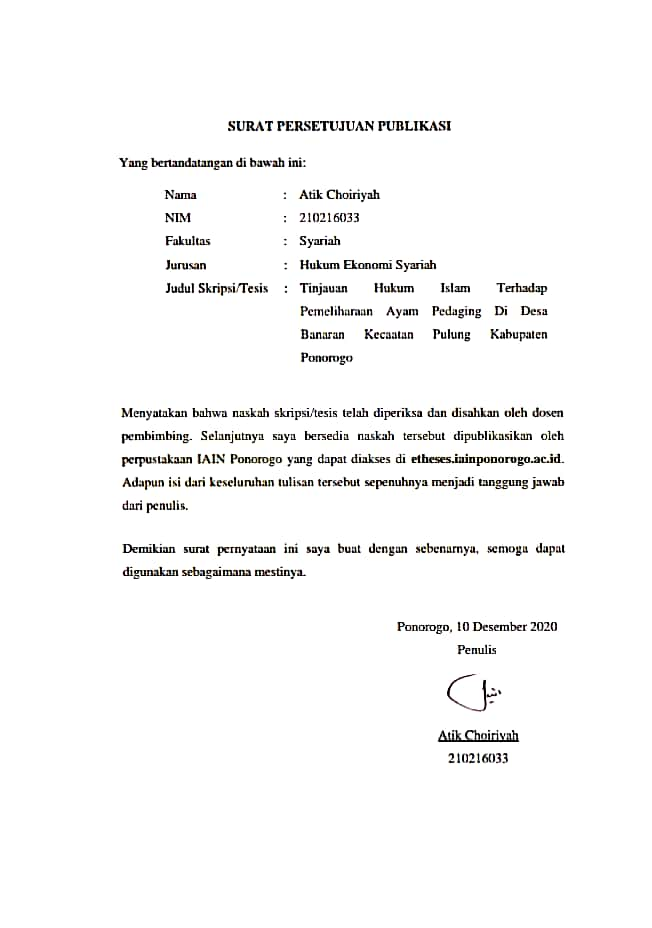 SURAT PERSETUJUAN PUBLIKASI
Yang bertandatangan di bawah ini:
Nama : Atik Choiriyah
NIM : 210216033
Fakultas : Syariah
Jurusan : Hukum Ekonomi Syariah
Judul Skripsi/Tesis : Tinjauan Hukum Islam Terhadap
Pemeliharaan Ayam Pedaging Di Desa
Banaran Kecaatan Pulung Kabupaten
Ponorogo
Menyatakan bahwa naskah skripsi/tesis telah diperiksa dan disahkan oleh dosen
pembimbing. Selanjutnya saya bersedia naskah tersebut dipublikasikan oleh
perpustakaan IAIN Ponorogo yang dapat diakses di etheses.iainponorogo.ac.id.
Adapun isi dari keseluruhan tulisan tersebut sepenuhnya menjadi tanggung jawab
dari penulis.
Demikian surat pernyataan ini saya buat dengan sebenarnya, semoga dapat
digunakan sebagaimana mestinya.
Ponorogo, 10 Desember 2020
Penulis
Atik Choiriyah
210216033